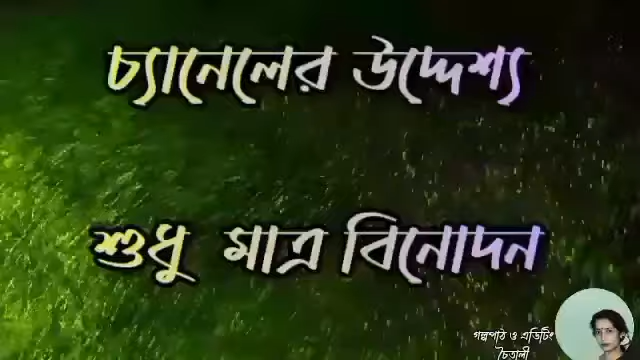 চ্যানেলের উদ্দেশ্য
শুধু মাত্র বিনোদন
গল্পপাঠ ও এডিটিং
চৈতালী